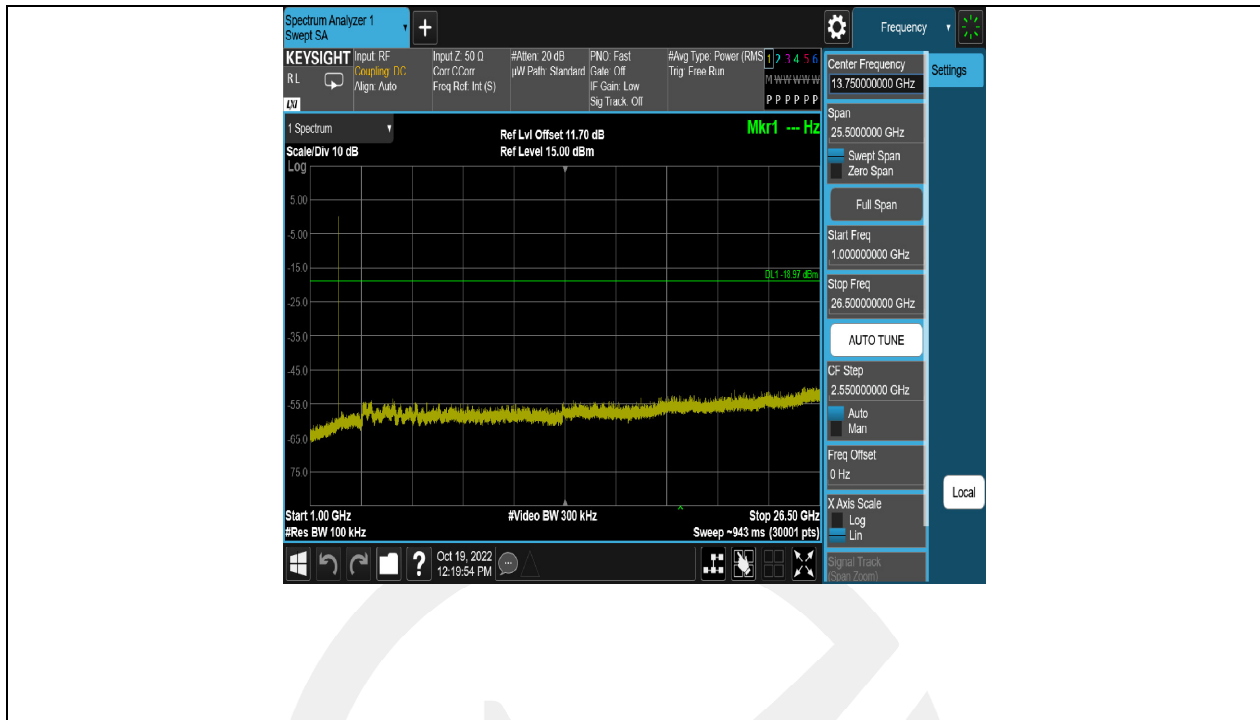 Spectrum Analyzer 1
Swept SA
+
Frequency
KEYSIGHT
RL
LXI
Input: RF
Coupling: DC
Align: Auto
Input Z: 50 Ω
Corr CCorr
Freq Ref: Int (S)
#Atten: 20 dB
µW Path: Standard
PNO: Fast
Gate: Off
IF Gain: Low
Sig Track: Off
#Avg Type: Power (RMS
Trig: Free Run
1 2 3 4 5 6
M W W W W W
P P P P P P
1 Spectrum
Scale/Div 10 dB
Log
Ref Lvl Offset 11.70 dB
Ref Level 15.00 dBm
Mkr1 --- Hz
5.00
-5.00
-15.0
DL1 -18.97 dBm
-25.0
-35.0
-45.0
-55.0
-65.0
75.0
Start 1.00 GHz
#Res BW 100 kHz
#Video BW 300 kHz
Stop 26.50 GHz
Sweep ~943 ms (30001 pts)
?
Oct 19, 2022
12:19:54 PM
Center Frequency
13.750000000 GHz
Span
25.5000000 GHz
Swept Span
Zero Span
Full Span
Start Freq
1.000000000 GHz
Stop Freq
26.500000000 GHz
AUTO TUNE
CF Step
2.550000000 GHz
Auto
Man
Freq Offset
0 Hz
X Axis Scale
Log
Lin
Signal Track
(Span Zoom)
Settings
Local